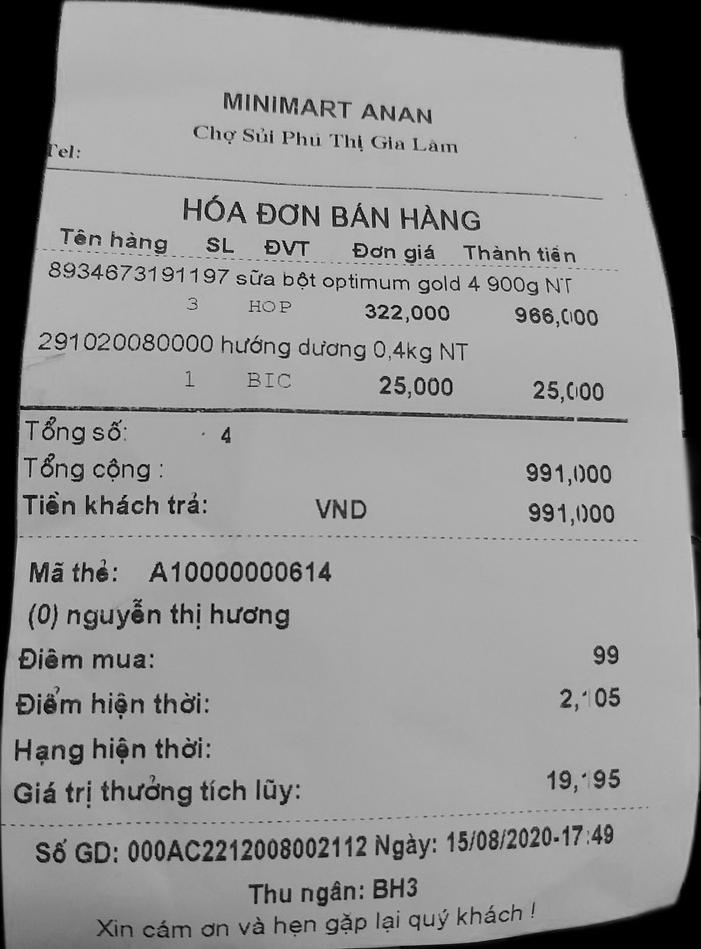 MINIMART ANAN
Chợ Sủi Phú Thị Gia Lâm
Tel:
HÓA ĐƠN BÁN HÀNG
Tên hàng SL ĐVT Đơn giá Thành tiền
8934673191197 sữa bột optimum gold 4 900g NT
3 HOP 322,000 966,000
291020080000 hướng dương 0,4kg NT
1 BIC 25,000 25,000
Tổng số: 4
Tổng cộng : 991,000
Tiền khách trả: VND 991,000
Mã thẻ: A10000000614
(0) nguyễn thị hương
Điểm mua: 99
Điểm hiện thời: 2,105
Hạng hiện thời:
Giá trị thưởng tích lũy: 19,195
Số GD: 000AC2212008002112 Ngày: 15/08/2020-17:49
Thu ngân: BH3
Xin cám ơn và hẹn gặp lại quý khách !